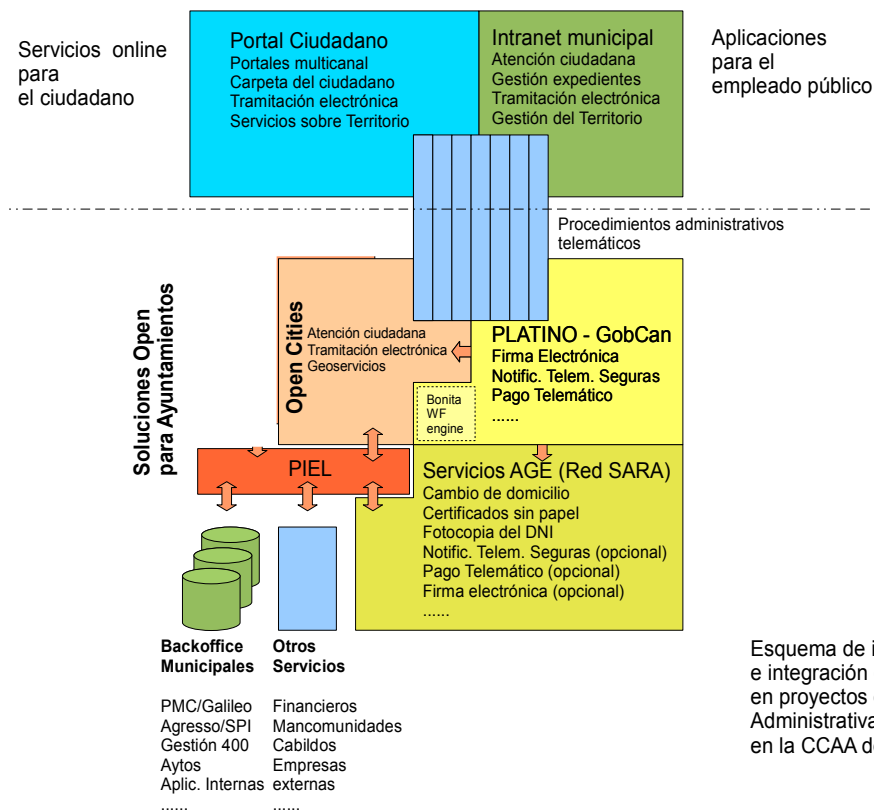 Servicios online
para
el ciudadano
Portal Ciudadano
Portales multicanal
Carpeta del ciudadano
Tramitación electrónica
Servicios sobre Territorio
Intranet municipal
Atención ciudadana
Gestión expedientes
Tramitación electrónica
Gestión del Territorio
Aplicaciones
para el
empleado público
Procedimientos administrativos
telemáticos
Soluciones Open
para Ayuntamientos
Open Cities
Atención ciudadana
Tramitación electrónica
Geoservicios
PLATINO - GobCan
Firma Electrónica
Notific. Telem. Seguras
Pago Telemático
......
Bonita
WF
engine
PIEL
Servicios AGE (Red SARA)
Cambio de domicilio
Certificados sin papel
Fotocopia del DNI
Notific. Telem. Seguras (opcional)
Pago Telemático (opcional)
Firma electrónica (opcional)
......
Backoffice
Municipales
PMC/Galileo
Agresso/SPI
Gestión 400
Aytos
Aplic. Internas
......
Otros
Servicios
Financieros
Mancomunidades
Cabildos
Empresas
externas
......
Esquema de
e integración
en proyectos
Administrativa
en la CCAA